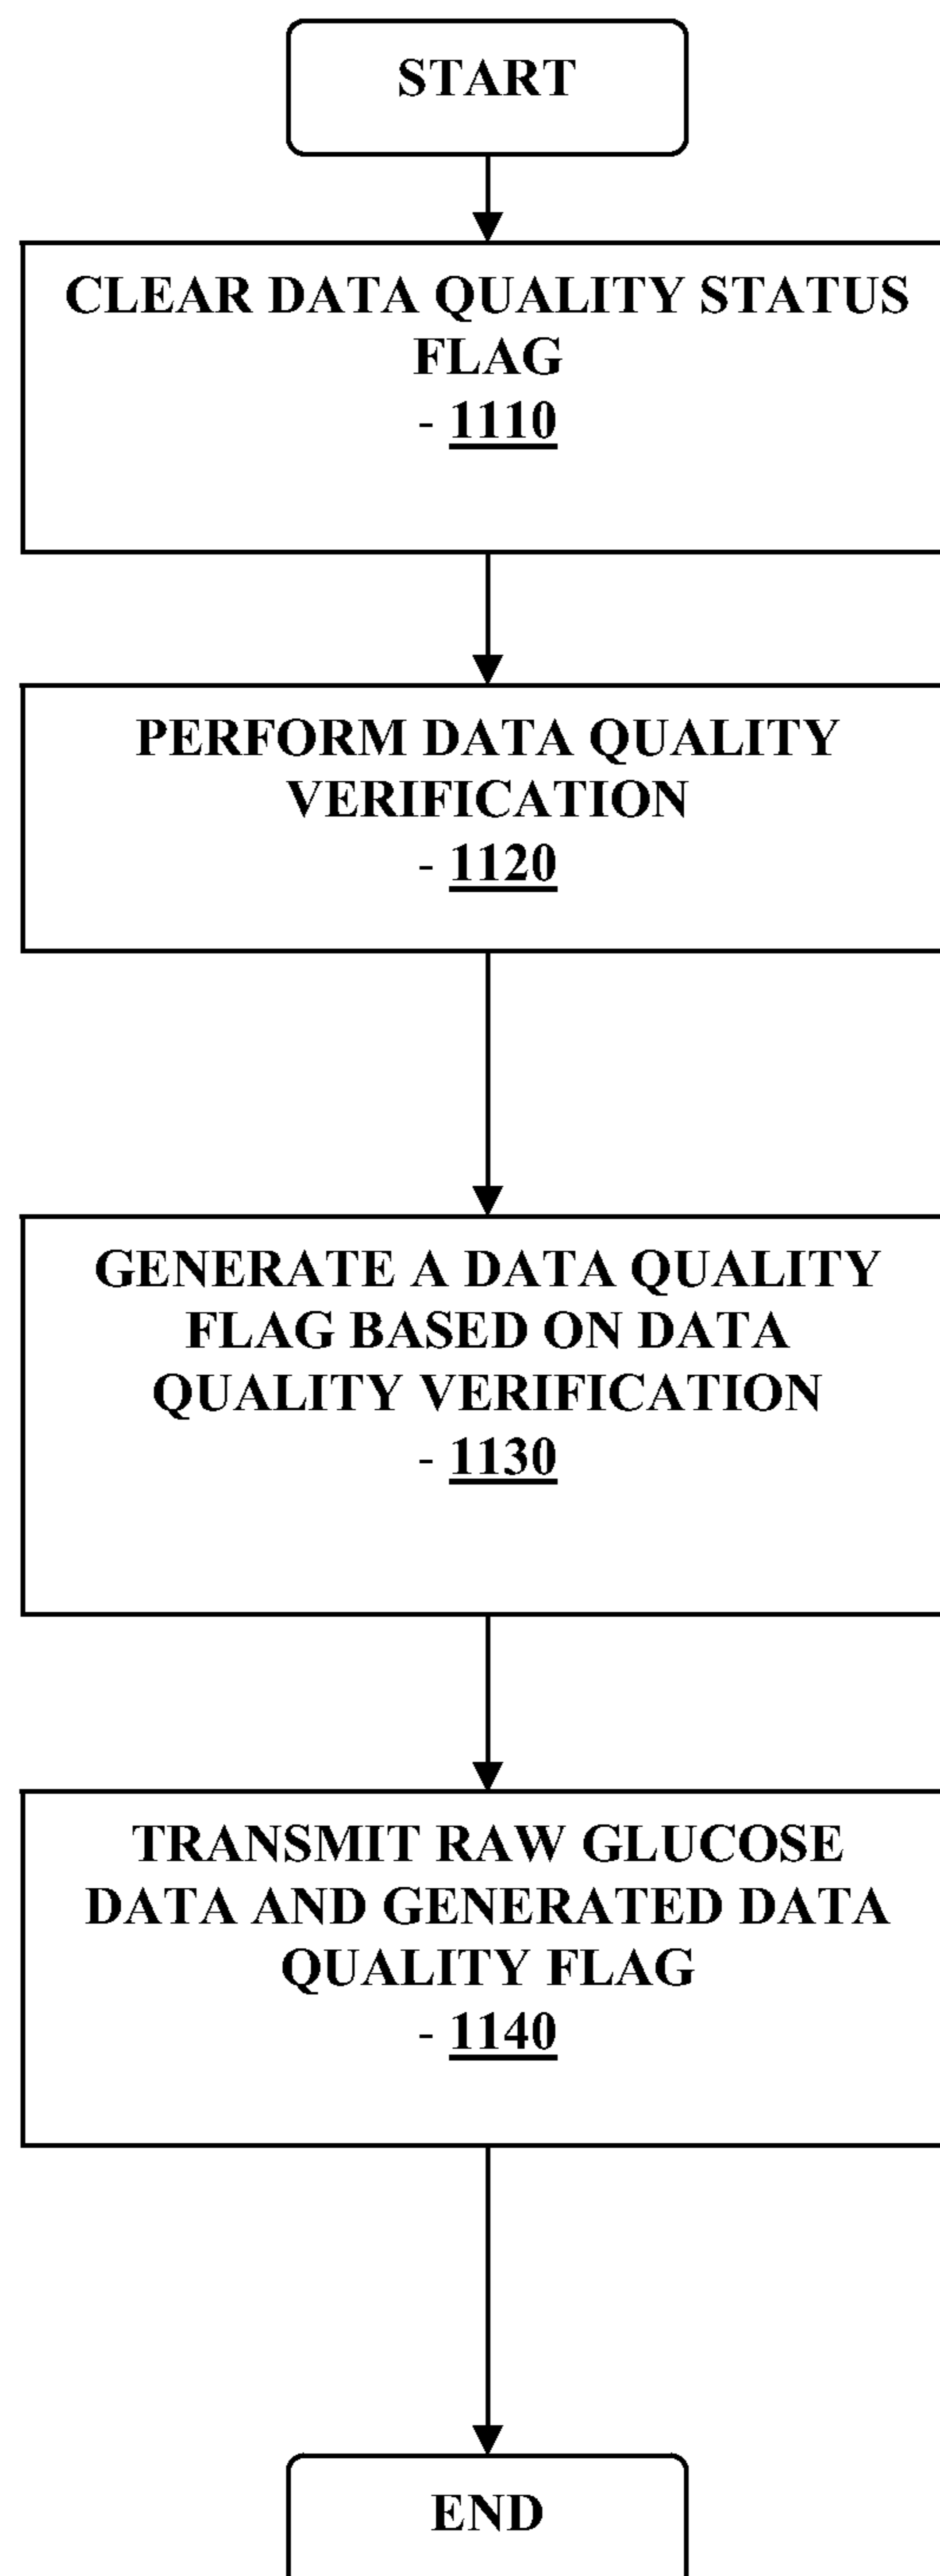 START
CLEAR DATA QUALITY STATUS
FLAG
- 1110
PERFORM DATA QUALITY
VERIFICATION
- 1120
GENERATE A DATA QUALITY
FLAG BASED ON DATA
QUALITY VERIFICATION
- 1130
TRANSMIT RAW GLUCOSE
DATA AND GENERATED DATA
QUALITY FLAG
- 1140
END